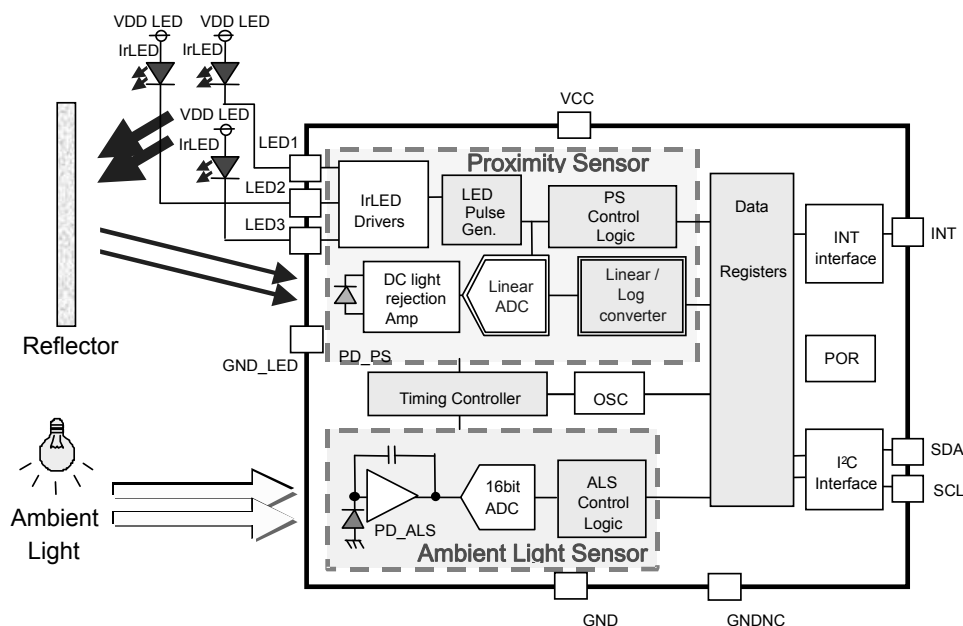 VDD LED
VDD LED
IrLED
IrLED
VDD LED
IrLED
VCC
LED1
LED2
LED3
Proximity Sensor
IrLED
Drivers
LED
Pulse
Gen.
PS
Control
Logic
Data
Registers
INT
interface
INT
DC light
rejection
Amp
Linear
ADC
Linear /
Log
converter
Reflector
GND_LED
PD_PS
POR
Timing Controller
OSC
Ambient
Light
PD_ALS
16bit
ADC
ALS
Control
Logic
Ambient Light Sensor
I²C
Interface
SDA
SCL
GND
GNDNC